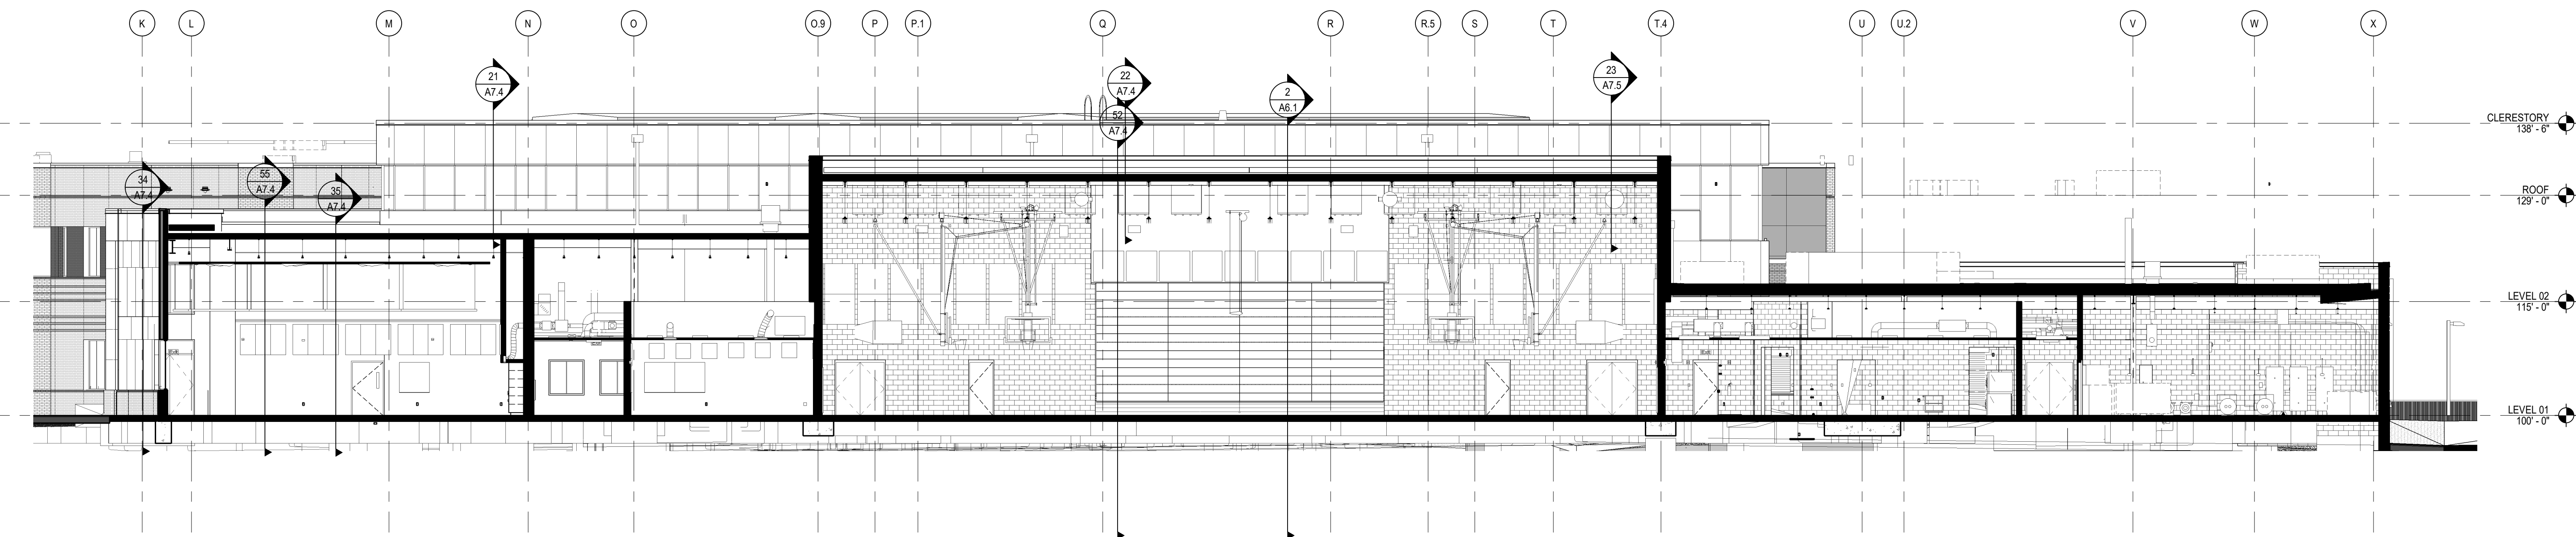 K L M N O O.9 P P.1 Q R R.5 S T T.4 U U.2 V W X
21
A7.4
22
A7.4
23
A7.5
2
A6.1
52
A7.4
34
A7.4
55
A7.4
35
A7.4
CLERESTORY
138' - 6"
ROOF
129' - 0"
LEVEL 02
115' - 0"
LEVEL 01
100' - 0"